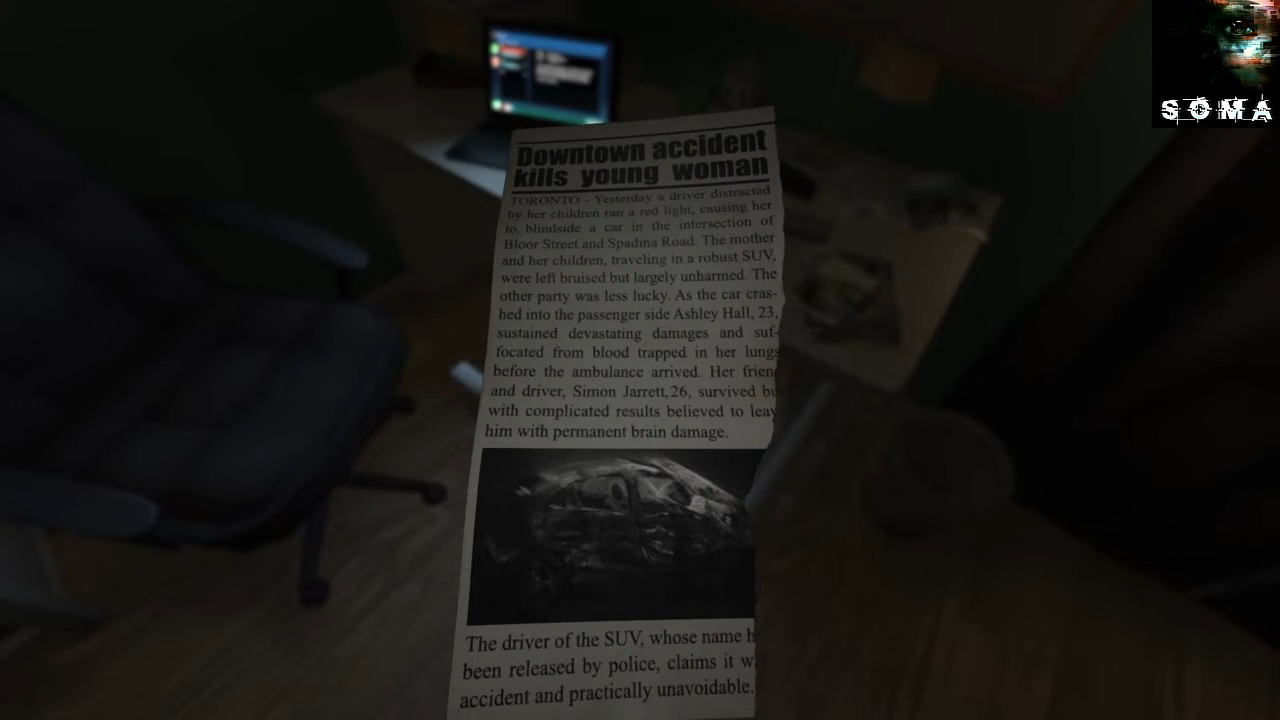 SOMA
Downtown accident
kills young woman
TORONTO - Yesterday a driver distracted
by her children ran a red light, causing her
to blindside a car in the intersection of
Bloor Street and Spadina Road. The mother
and her children, traveling in a robust SUV,
were left bruised but largely unharmed. The
other party was less lucky. As the car cras-
hed into the passenger side Ashley Hall, 23,
sustained devastating damages and suf-
focated from blood trapped in her lungs
before the ambulance arrived. Her frien
and driver, Simon Jarrett, 26, survived bu
with complicated results believed to leav
him with permanent brain damage.
The driver of the SUV, whose name h
been released by police, claims it w
accident and practically unavoidable.